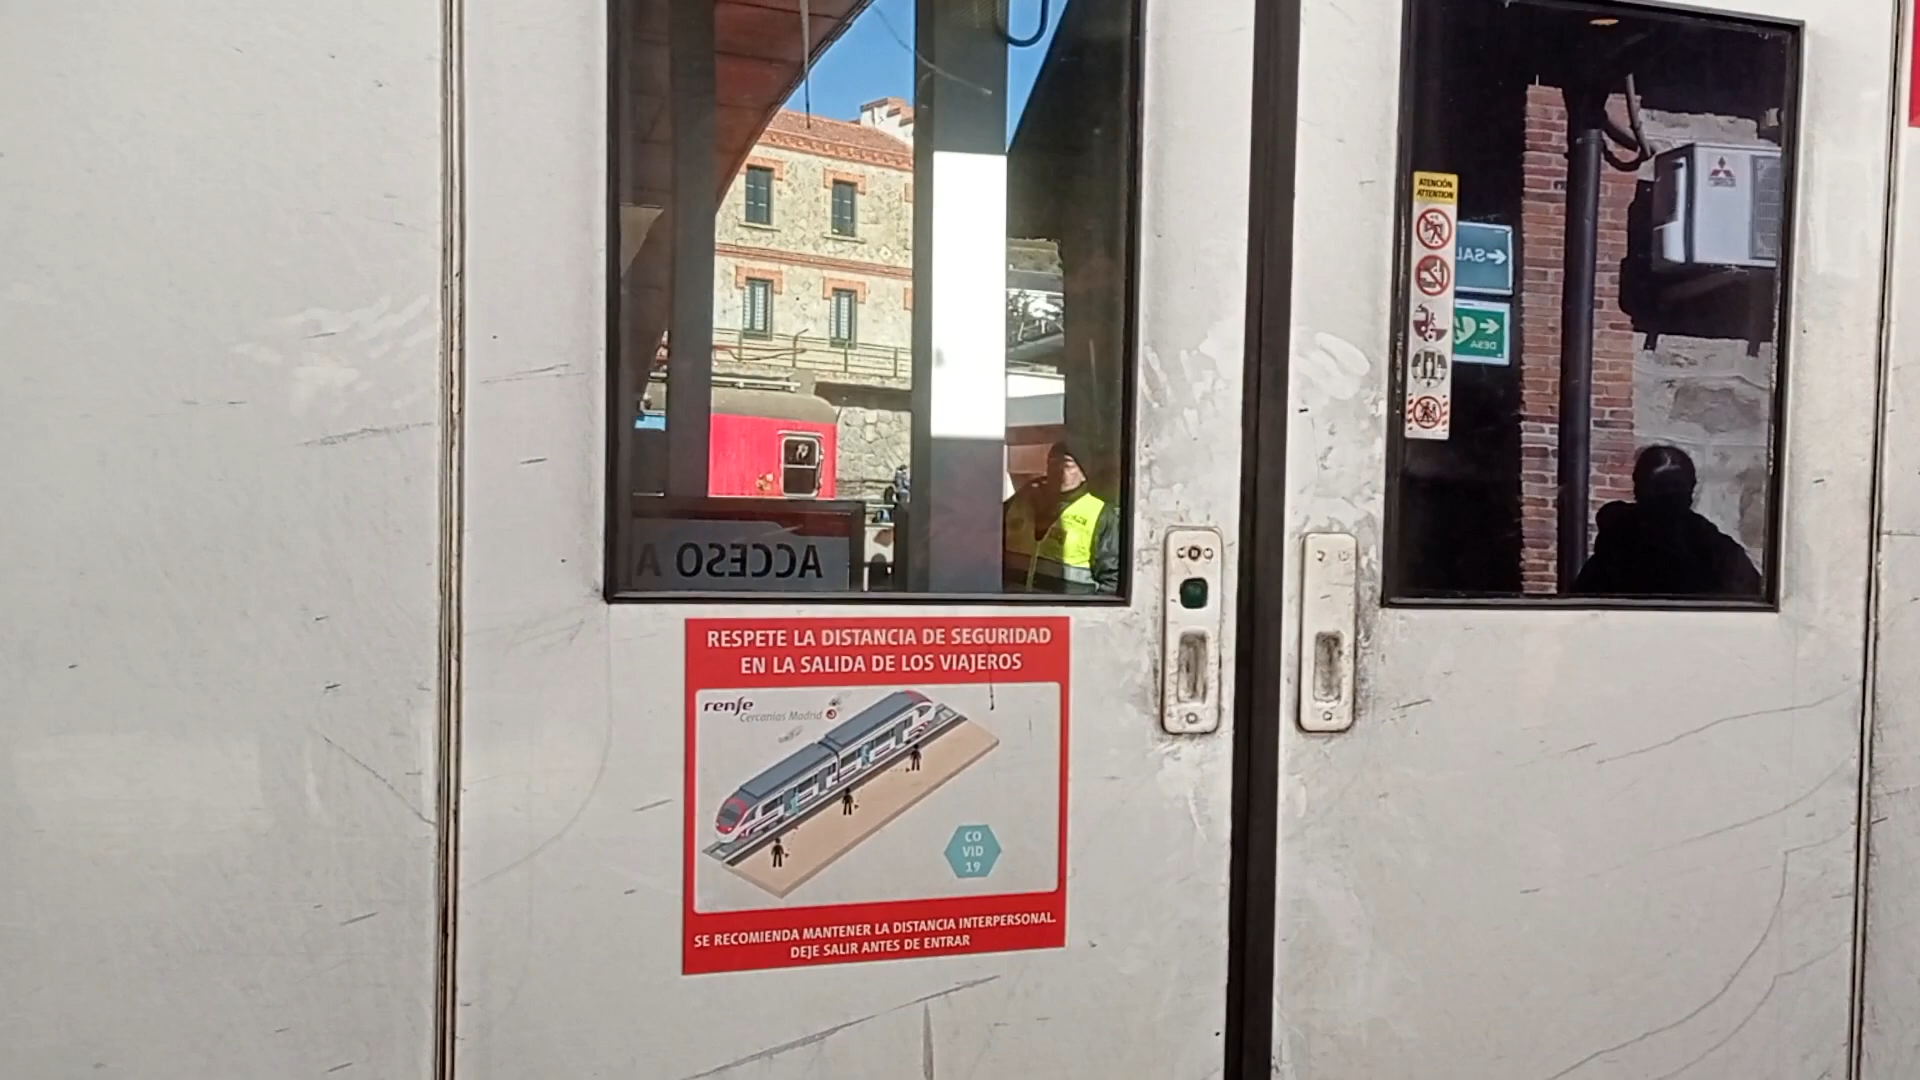 ACCESO A
ATENCIÓN
ATTENTION
SAL
DESA
RESPETE LA DISTANCIA DE SEGURIDAD
EN LA SALIDA DE LOS VIAJEROS
renfe
Cercanías Madrid
CO
VID
19
SE RECOMIENDA MANTENER LA DISTANCIA INTERPERSONAL.
DEJE SALIR ANTES DE ENTRAR